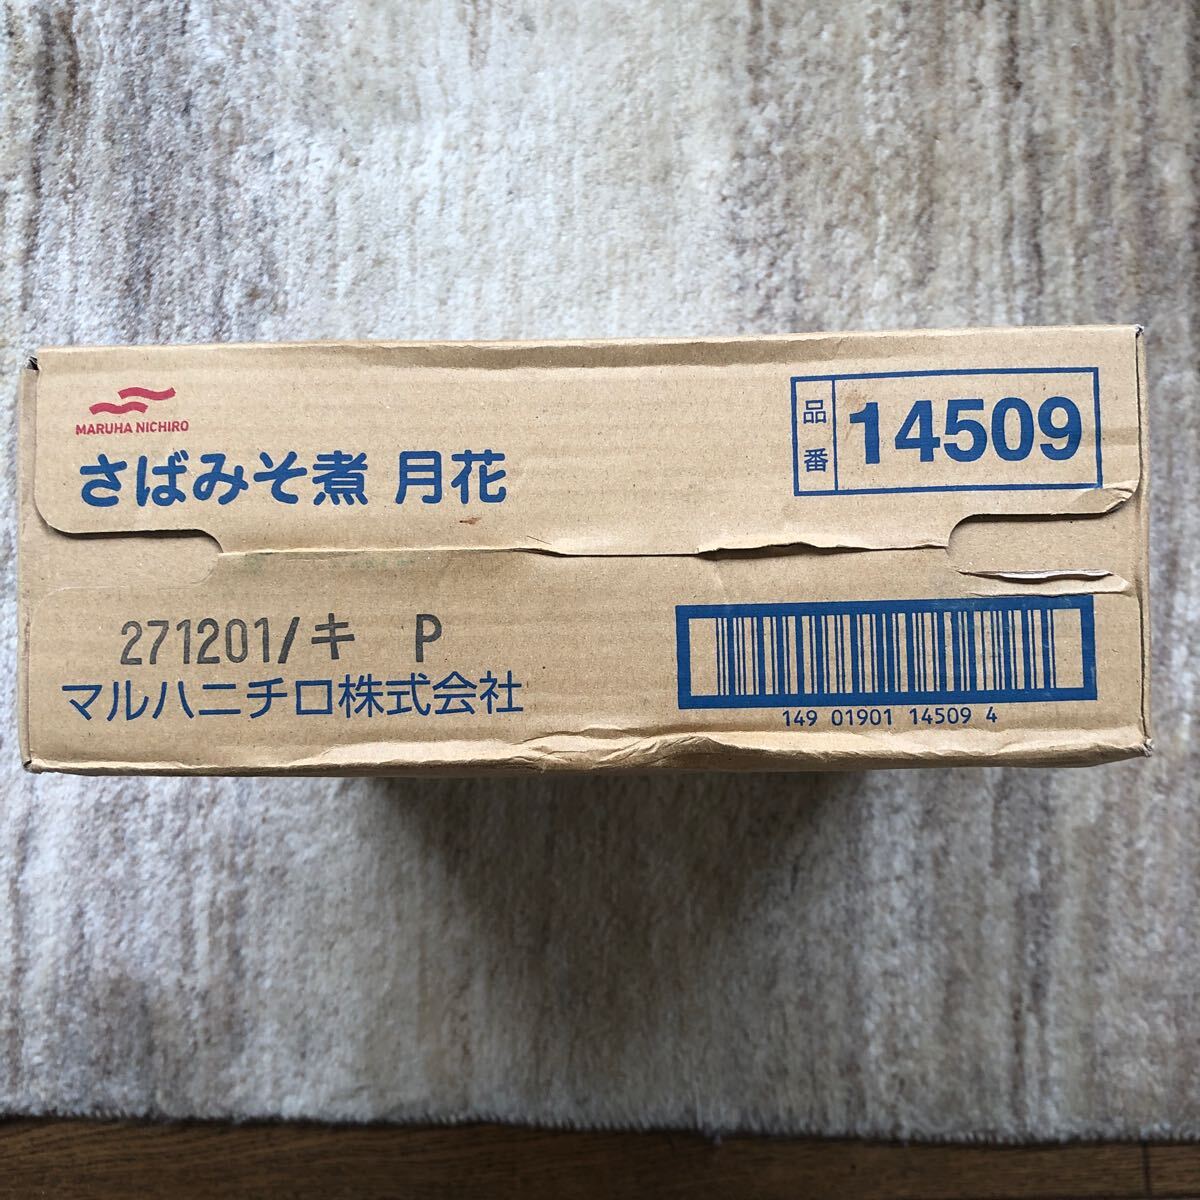 MARUHA NICHIRO
さばみそ煮 月花
品番 14509
271201/キ P
マルハニチロ株式会社
149 01901 14509 4